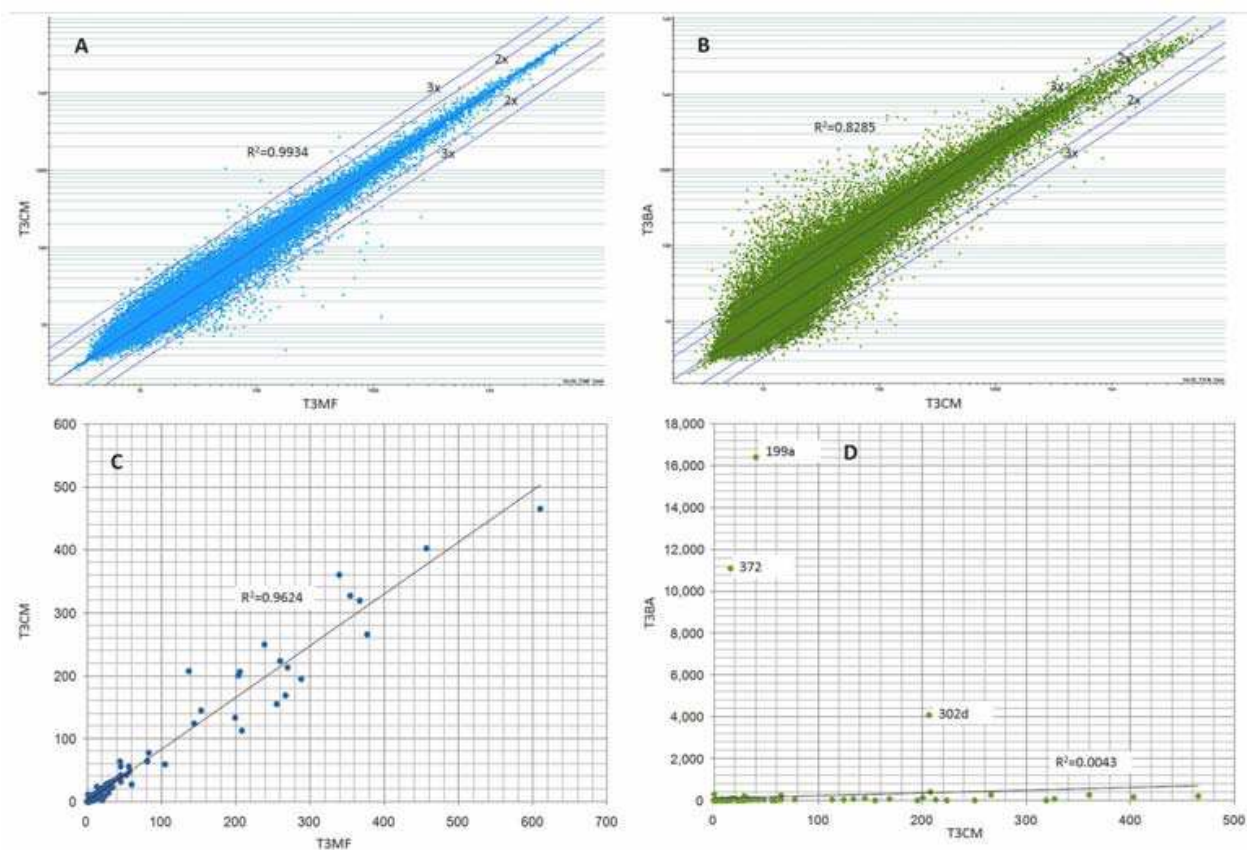 A
2x
3x
2x
R²=0.9934
3x
T3CM
T3MF
B
2x
3x
2x
R²=0.8285
3x
T3BA
T3CM
600
500
400
300
200
100
0
C
R²=0.9624
T3CM
0 100 200 300 400 500 600 700
T3MF
18,000
16,000
14,000
12,000
10,000
8,000
6,000
4,000
2,000
0
199a
D
372
302d
R²=0.0043
T3BA
0 100 200 300 400 500
T3CM